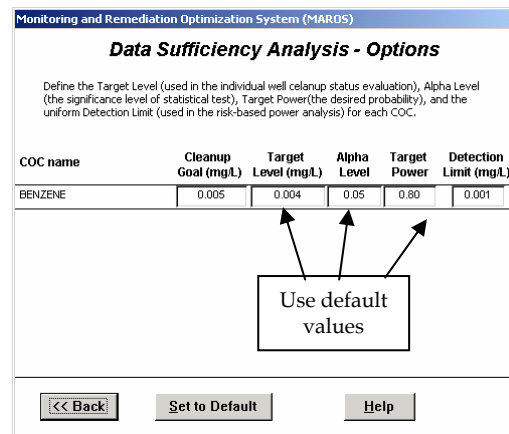 Monitoring and Remediation Optimization System (MAROS)
Data Sufficiency Analysis - Options
Define the Target Level (used in the individual well celanup status evaluation), Alpha Level
(the significance level of statistical test), Target Power(the desired probability), and the
uniform Detection Limit (used in the risk-based power analysis) for each COC.
COC name Cleanup Goal (mg/L) Target Level (mg/L) Alpha Level Target Power Detection Limit (mg/L)
BENZENE 0.005 0.004 0.05 0.80 0.001
Use default
values
<< Back Set to Default Help